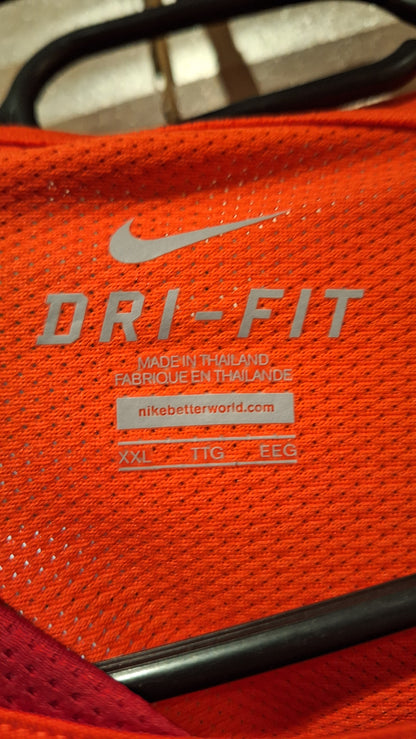 DRI-FIT
MADE IN THAILAND
FABRIQUE EN THAILANDE
nikebetterworld.com
XXL TTG EEG